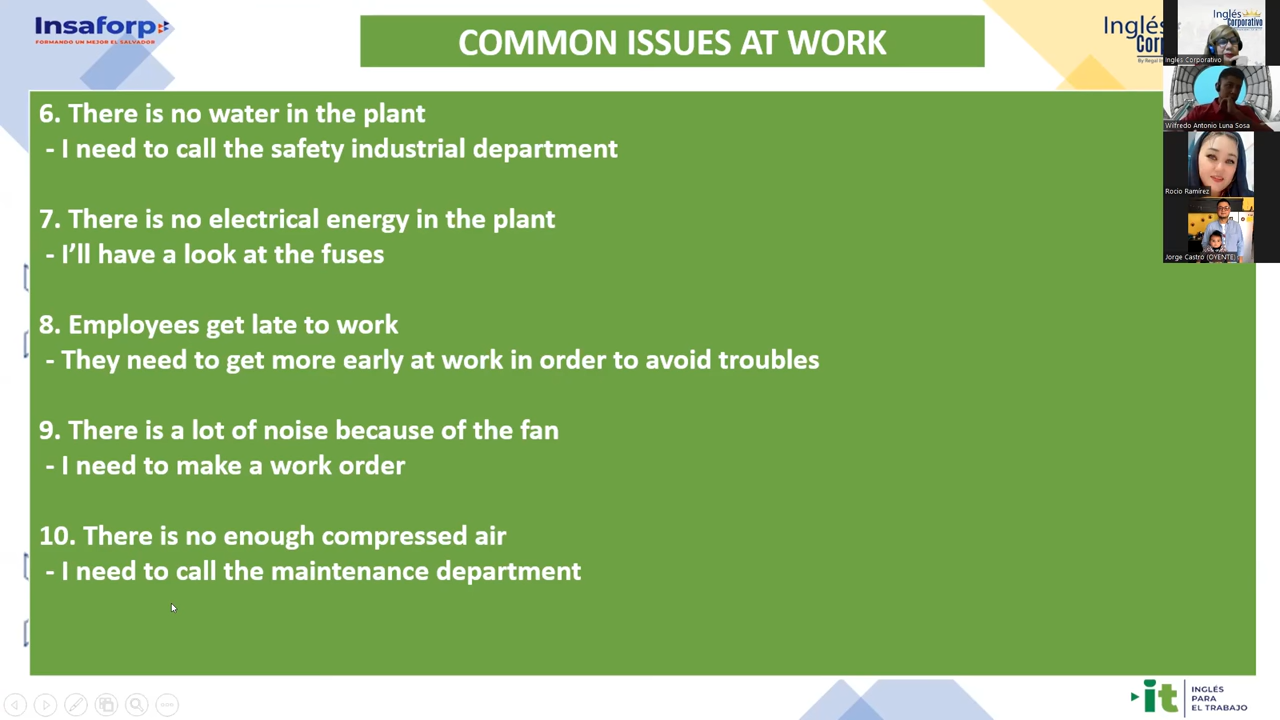 Insaforp
FORMANDO UN MEJOR EL SALVADOR
COMMON ISSUES AT WORK
Inglés
Inglés
Corporativo
Inglés Corporativo
Wilfredo Antonio Luna Sosa
Rocio Ramírez
Jorge Castro (OYENTE)
6. There is no water in the plant
- I need to call the safety industrial department
7. There is no electrical energy in the plant
- I’ll have a look at the fuses
8. Employees get late to work
- They need to get more early at work in order to avoid troubles
9. There is a lot of noise because of the fan
- I need to make a work order
10. There is no enough compressed air
- I need to call the maintenance department
it
INGLÉS
PARA
EL TRABAJO